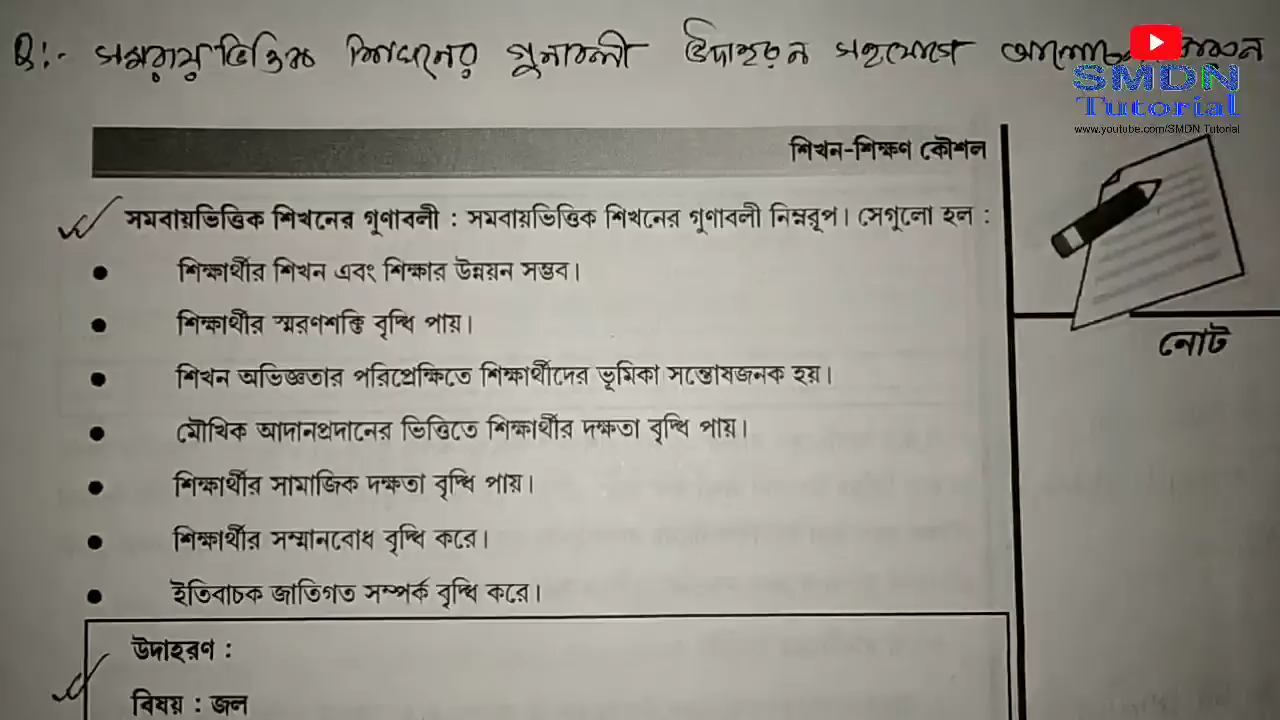 Q:- সমবায়ভিত্তিক শিখনের গুনাবলী উদাহরন সহযোগে
SMDN
Tutorial
www.youtube.com/SMDN Tutorial
শিখন-শিক্ষণ কৌশল
সমবায়ভিত্তিক শিখনের গুণাবলী : সমবায়ভিত্তিক শিখনের গুণাবলী নিম্নরূপ। সেগুলো হল :
● শিক্ষার্থীর শিখন এবং শিক্ষার উন্নয়ন সম্ভব।
● শিক্ষার্থীর স্মরণশক্তি বৃদ্ধি পায়।
● শিখন অভিজ্ঞতার পরিপ্রেক্ষিতে শিক্ষার্থীদের ভূমিকা সন্তোষজনক হয়।
● মৌখিক আদানপ্রদানের ভিত্তিতে শিক্ষার্থীর দক্ষতা বৃদ্ধি পায়।
● শিক্ষার্থীর সামাজিক দক্ষতা বৃদ্ধি পায়।
● শিক্ষার্থীর সম্মানবোধ বৃদ্ধি করে।
● ইতিবাচক জাতিগত সম্পর্ক বৃদ্ধি করে।
নোট
উদাহরণ :
বিষয় : জল